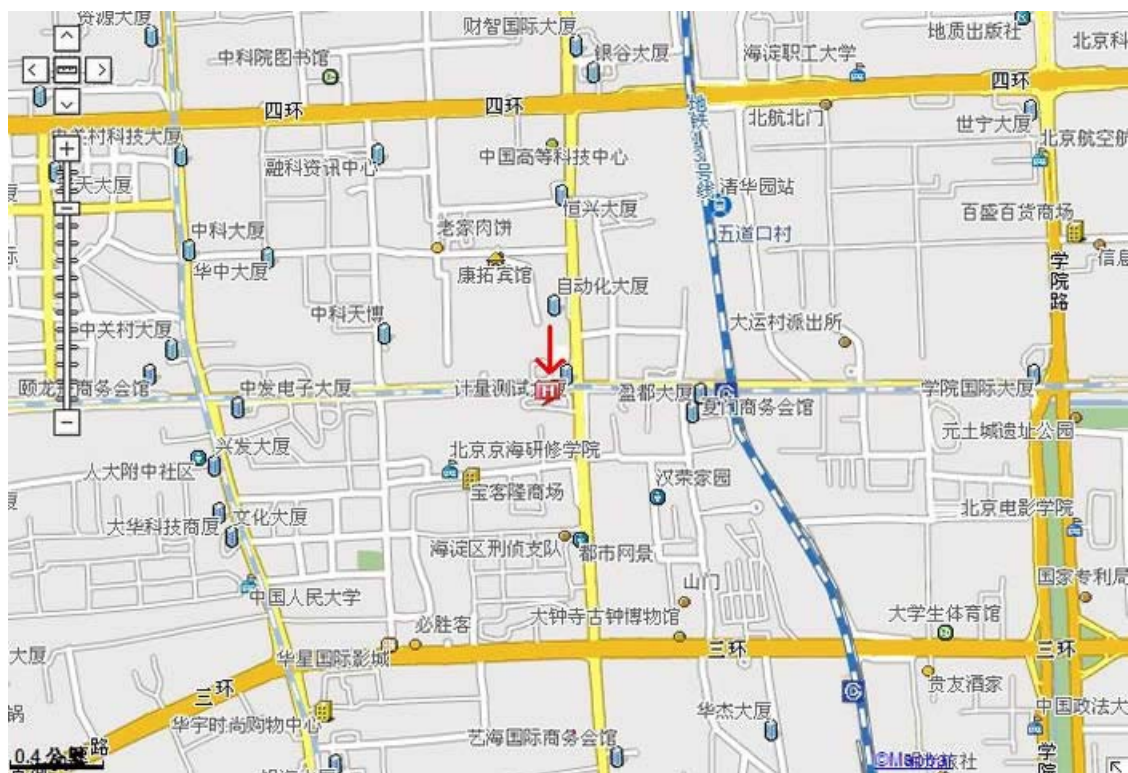 资源大厦
财智国际大厦
地质出版社
中科院图书馆
银谷大厦
海淀职工大学
北京科
四环
四环
四环
北航北门
世宁大厦
中关村科技大厦
中国高等科技中心
地铁13号线
北京航空航
融科资讯中心
天大厦
清华园站
恒兴大厦
百盛百货商场
中科大厦
老家肉饼
五道口村
信息
华中大厦
康拓宾馆
学院路
自动化大厦
中科天博
大运村派出所
中关村大厦
中发电子大厦
盈都大厦
学院国际大厦
夏门商务会馆
元土城遗址公园
兴发大厦
北京京海研修学院
人大附中社区
汉荣家园
宝客隆商场
文化大厦
北京电影学院
大华科技商厦
海淀区刑侦支队
都市网景
国家专利局
中国人民大学
山门
大钟寺古钟博物馆
大学生体育馆
必胜客
大厦
华星国际影城
三环
三环
三环
贵友酒家
锅
华宇时尚购物中心
华杰大厦
中国政法大
艺海国际商务会馆
路
0.4
旅社
学